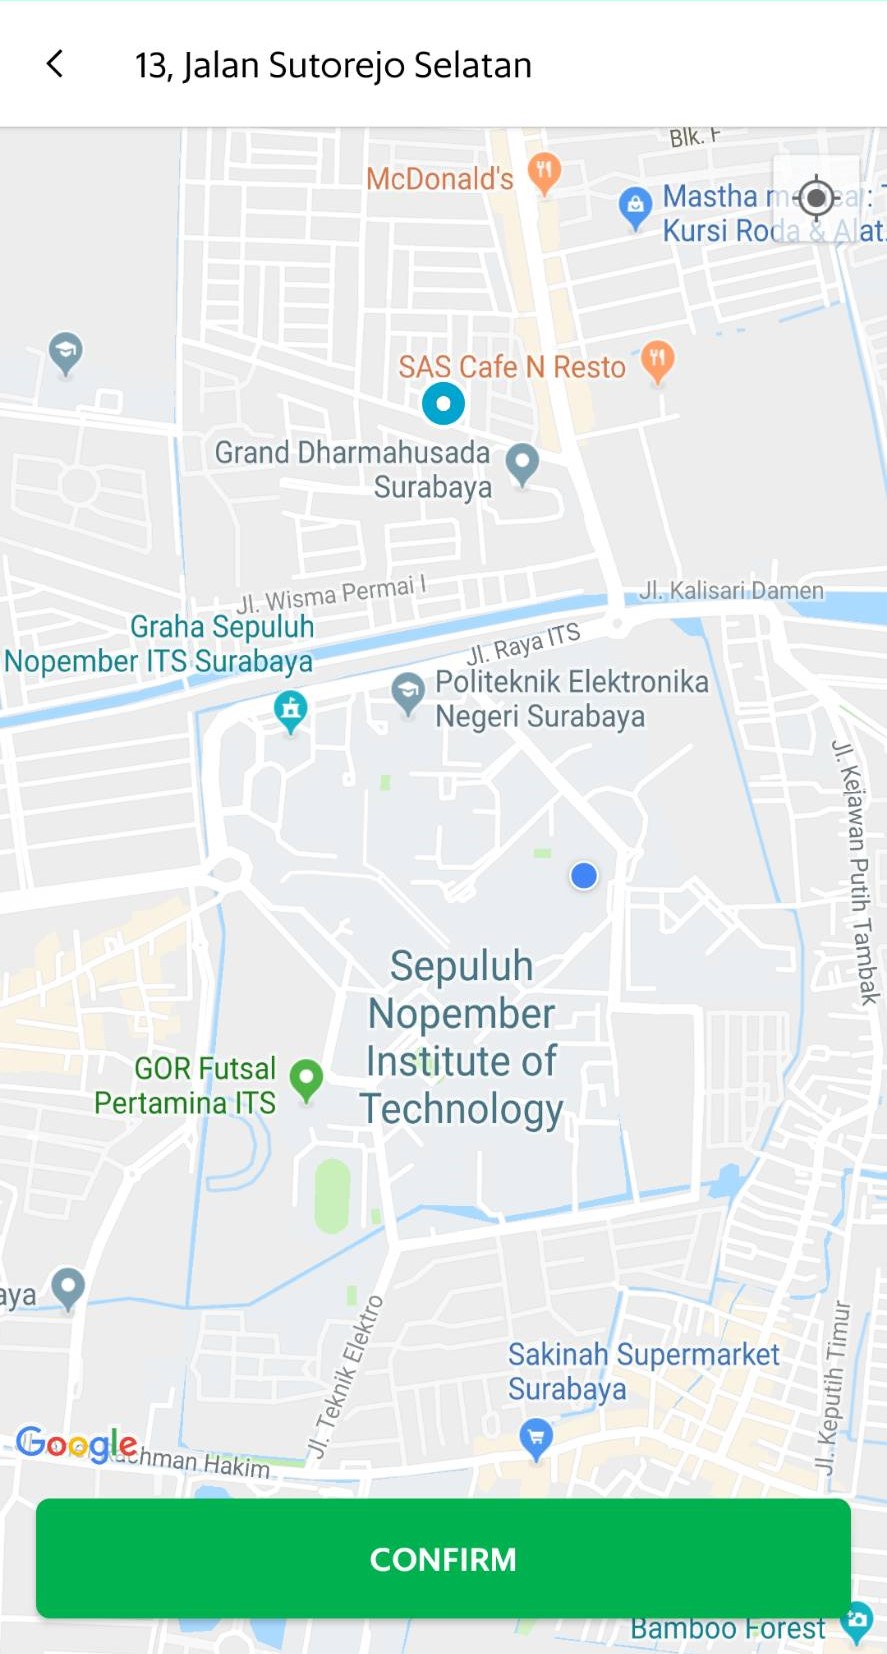 13, Jalan Sutorejo Selatan
Blk. F
McDonald's
Mastha
Kursi Roda & Alat.
SAS Cafe N Resto
Grand Dharmahusada
Surabaya
Jl. Wisma Permai I
Jl. Kalisari Damen
Graha Sepuluh
Nopember ITS Surabaya
Jl. Raya ITS
Politeknik Elektronika
Negeri Surabaya
Jl. Kejawan Putih Tambak
Sepuluh
Nopember
Institute of
Technology
GOR Futsal
Pertamina ITS
aya
Jl. Teknik Elektro
Sakinah Supermarket
Surabaya
Jl. Keputih Timur
Google
chman Hakim
CONFIRM
Bamboo Forest